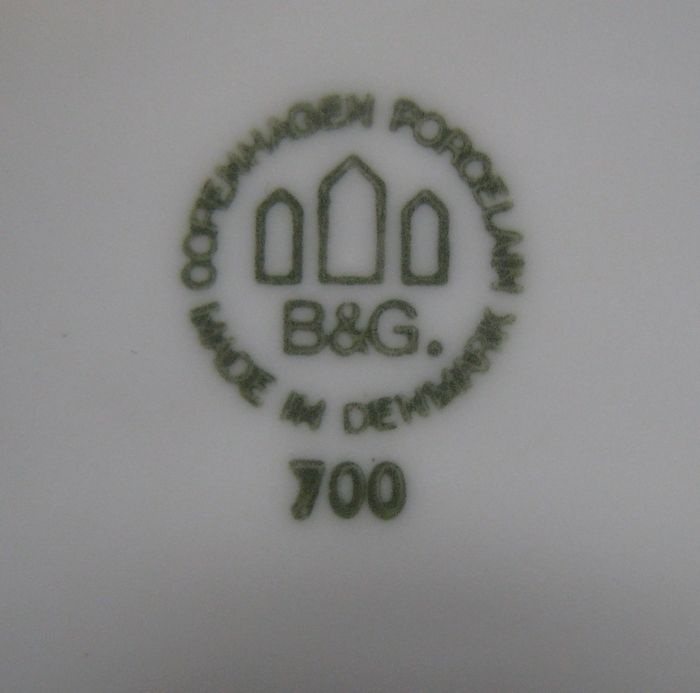 COPENHAGEN PORCELAIN
B&G.
MADE IN DENMARK
700